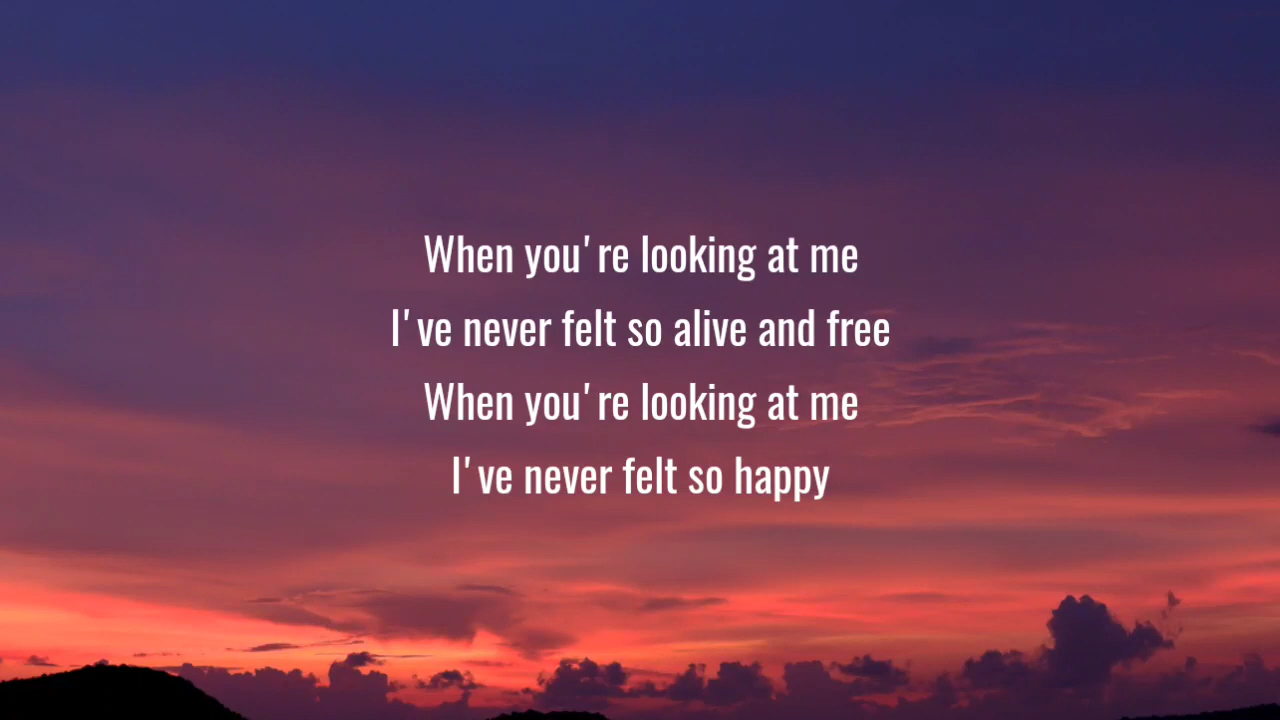 When you're looking at me
I've never felt so alive and free
When you're looking at me
I've never felt so happy